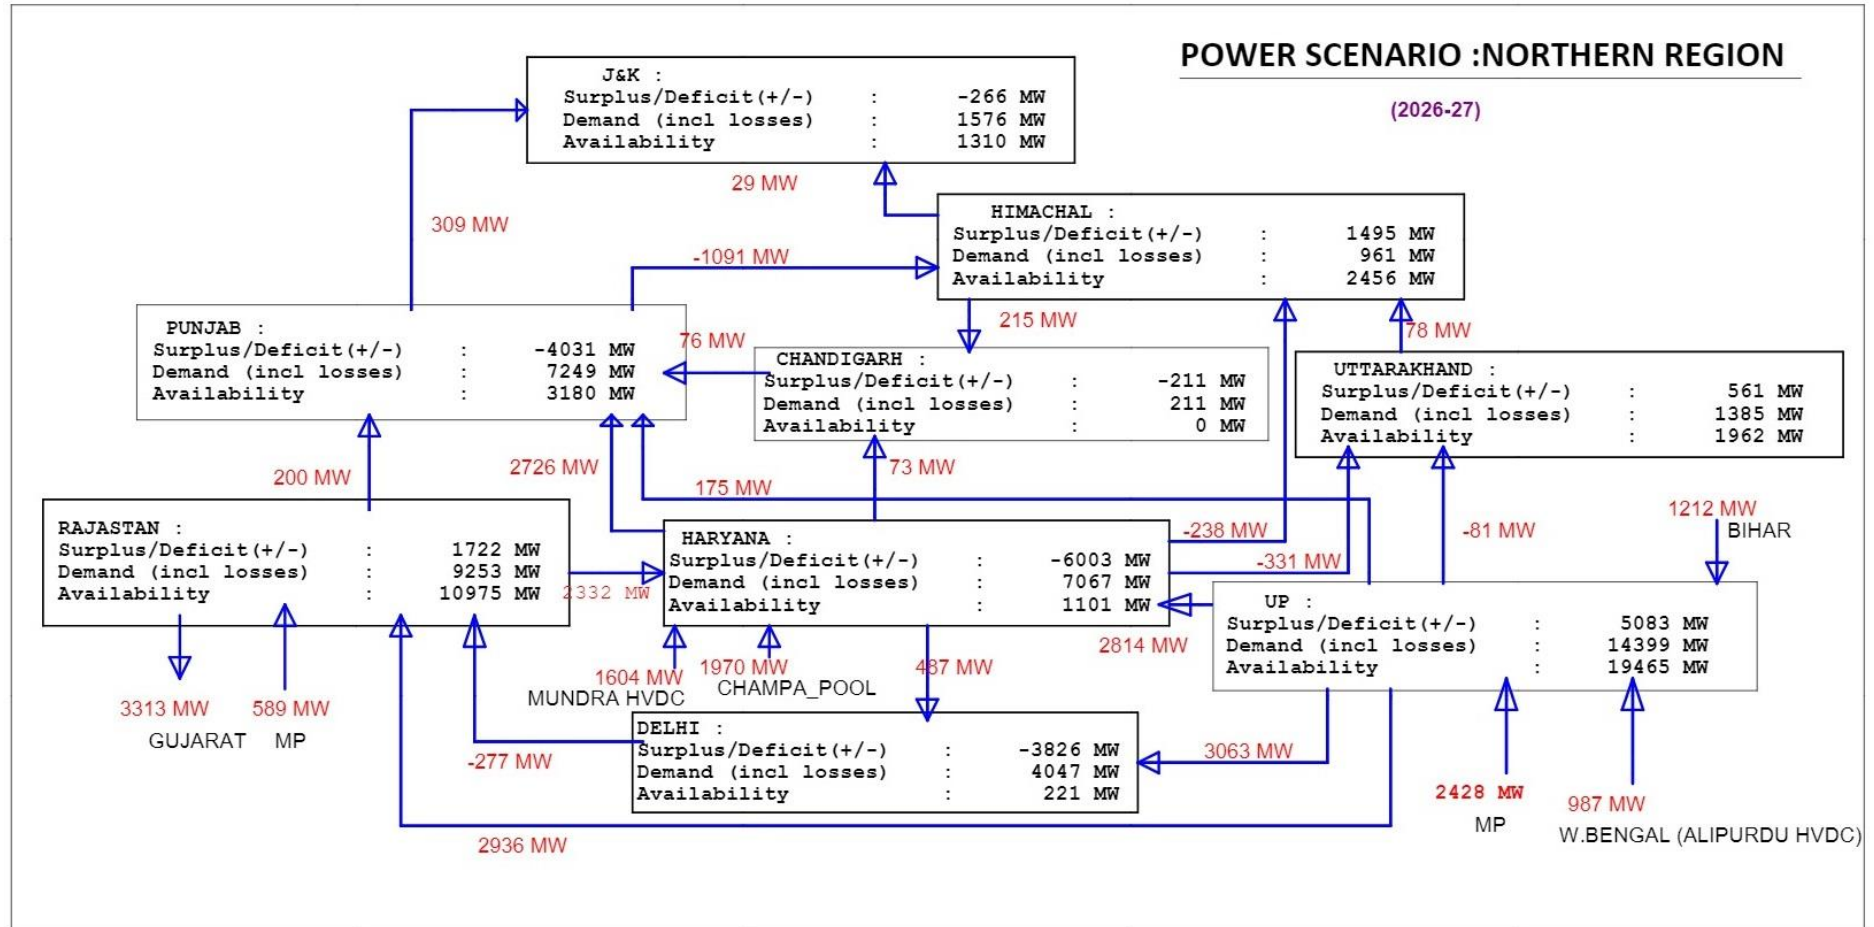 POWER SCENARIO :NORTHERN REGION
(2026-27)
J&K :
Surplus/Deficit(+/-) : -266 MW
Demand (incl losses) : 1576 MW
Availability : 1310 MW
29 MW
309 MW
HIMACHAL :
Surplus/Deficit(+/-) : 1495 MW
Demand (incl losses) : 961 MW
Availability : 2456 MW
-1091 MW
215 MW
78 MW
PUNJAB :
Surplus/Deficit(+/-) : -4031 MW
Demand (incl losses) : 7249 MW
Availability : 3180 MW
76 MW
CHANDIGARH :
Surplus/Deficit(+/-) : -211 MW
Demand (incl losses) : 211 MW
Availability : 0 MW
UTTARAKHAND :
Surplus/Deficit(+/-) : 561 MW
Demand (incl losses) : 1385 MW
Availability : 1962 MW
200 MW
2726 MW
73 MW
175 MW
-238 MW
-331 MW
-81 MW
1212 MW
BIHAR
RAJASTAN :
Surplus/Deficit(+/-) : 1722 MW
Demand (incl losses) : 9253 MW
Availability : 10975 MW
2332 MW
HARYANA :
Surplus/Deficit(+/-) : -6003 MW
Demand (incl losses) : 7067 MW
Availability : 1101 MW
2814 MW
UP :
Surplus/Deficit(+/-) : 5083 MW
Demand (incl losses) : 14399 MW
Availability : 19465 MW
3313 MW
GUJARAT
589 MW
MP
1604 MW
MUNDRA HVDC
1970 MW
CHAMPA_POOL
487 MW
DELHI :
Surplus/Deficit(+/-) : -3826 MW
Demand (incl losses) : 4047 MW
Availability : 221 MW
-277 MW
3063 MW
2936 MW
2428 MW
MP
987 MW
W.BENGAL (ALIPURDU HVDC)